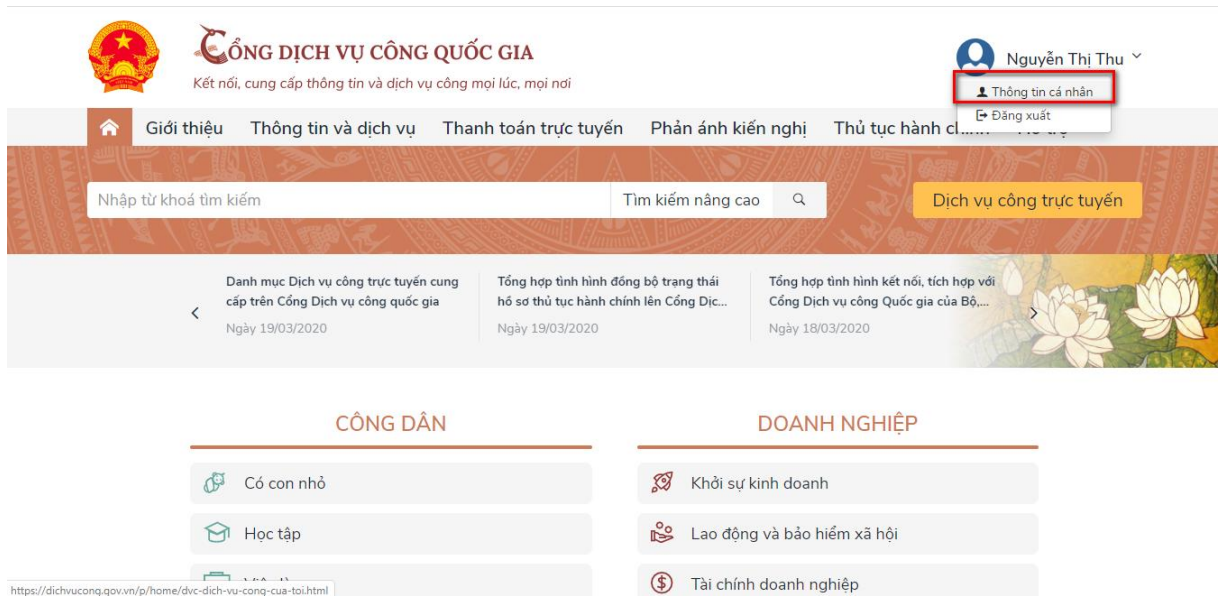 CỔNG DỊCH VỤ CÔNG QUỐC GIA
Kết nối, cung cấp thông tin và dịch vụ công mọi lúc, mọi nơi
Nguyễn Thị Thu
Thông tin cá nhân
Đăng xuất
Giới thiệu Thông tin và dịch vụ Thanh toán trực tuyến Phản ánh kiến nghị Thủ tục hành
Nhập từ khoá tìm kiếm
Tìm kiếm nâng cao
Dịch vụ công trực tuyến
Danh mục Dịch vụ công trực tuyến cung
cấp trên Cổng Dịch vụ công quốc gia
Ngày 19/03/2020
Tổng hợp tình hình đồng bộ trạng thái
hồ sơ thủ tục hành chính lên Cổng Dịc...
Ngày 19/03/2020
Tổng hợp tình hình kết nối, tích hợp với
Cổng Dịch vụ công Quốc gia của Bộ,...
Ngày 18/03/2020
CÔNG DÂN
Có con nhỏ
Học tập
DOANH NGHIỆP
Khởi sự kinh doanh
Lao động và bảo hiểm xã hội
Tài chính doanh nghiệp
https://dichvucong.gov.vn/p/home/dvc-dich-vu-cong-cua-toi.html